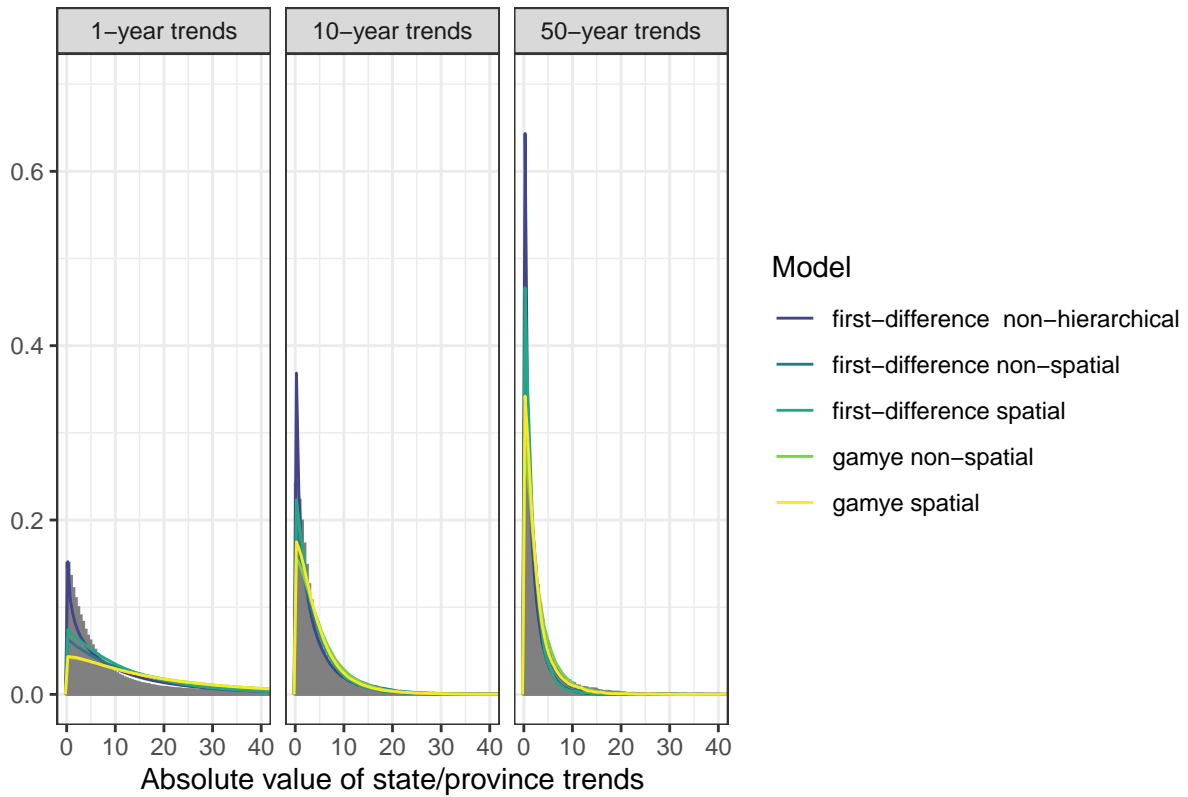 1−year trends
10−year trends
50−year trends
0.6
0.4
0.2
0.0
0 10 20 30 40
0 10 20 30 40
0 10 20 30 40
Absolute value of state/province trends
Model
first−difference  non−hierarchical
first−difference non−spatial
first−difference spatial
gamye non−spatial
gamye spatial